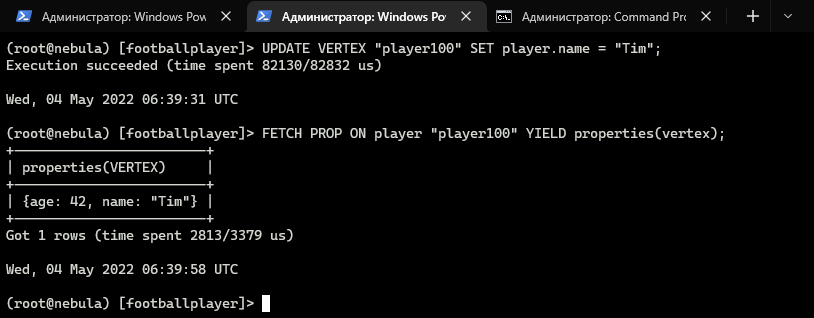 Администратор: Windows Pow
Администратор: Windows Pow
Администратор: Command Pro
(root@nebula) [footballplayer]> UPDATE VERTEX "player100" SET player.name = "Tim";
Execution succeeded (time spent 82130/82832 us)
Wed, 04 May 2022 06:39:31 UTC
(root@nebula) [footballplayer]> FETCH PROP ON player "player100" YIELD properties(vertex);
+-----------------------+
| properties(VERTEX)    |
+-----------------------+
| {age: 42, name: "Tim"} |
+-----------------------+
Got 1 rows (time spent 2813/3379 us)
Wed, 04 May 2022 06:39:58 UTC
(root@nebula) [footballplayer]>